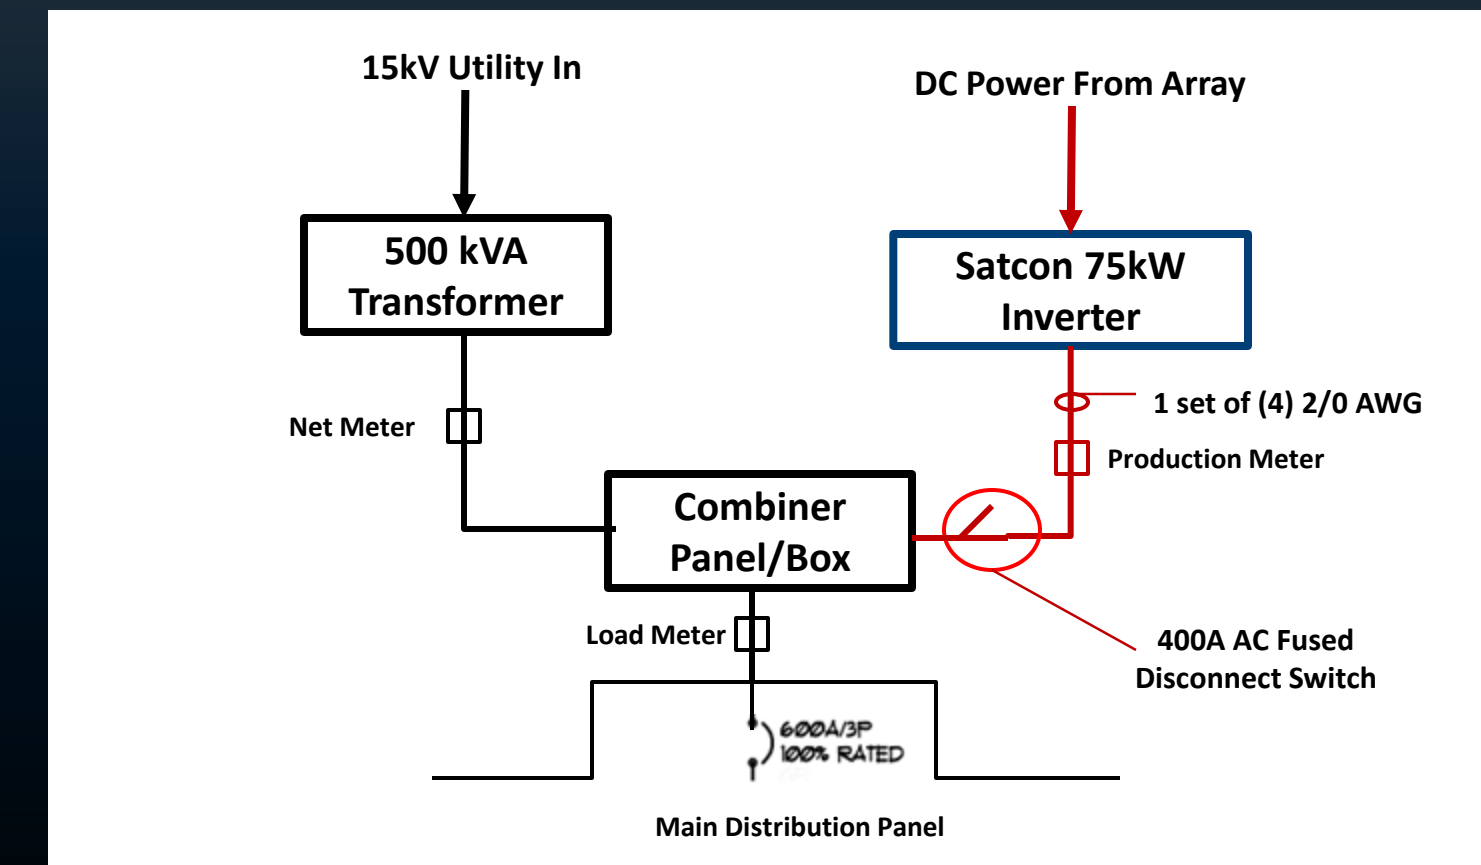 15kV Utility In
DC Power From Array
500 kVA
Transformer
Satcon 75kW
Inverter
1 set of (4) 2/0 AWG
Net Meter
Production Meter
Combiner
Panel/Box
Load Meter
400A AC Fused
Disconnect Switch
600A/3P
100% RATED
Main Distribution Panel